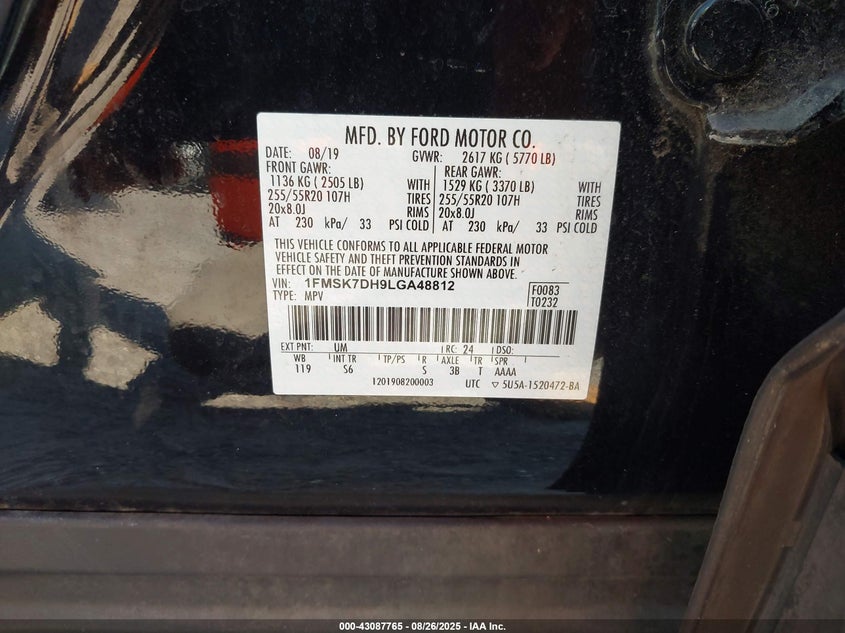 MFD. BY FORD MOTOR CO.
DATE: 08/19 GVWR: 2617 KG ( 5770 LB)
FRONT GAWR: REAR GAWR:
1136 KG ( 2505 LB) WITH 1529 KG ( 3370 LB) WITH
255/55R20 107H TIRES 255/55R20 107H TIRES
20x8.0J RIMS 20x8.0J RIMS
AT 230 kPa/ 33 PSI COLD AT 230 kPa/ 33 PSI COLD
THIS VEHICLE CONFORMS TO ALL APPLICABLE FEDERAL MOTOR
VEHICLE SAFETY AND THEFT PREVENTION STANDARDS IN
EFFECT ON THE DATE OF MANUFACTURE SHOWN ABOVE.
VIN: 1FMSK7DH9LGA48812 F0083
TYPE: MPV T0232
EXT PNT: UM RC: 24 DSO:
WB INT TR TP/PS R AXLE TR SPR
119 S6 S 3B T AAAA
1201908200003 UTC ▽ 5U5A-1520472-BA
000-43087765 - 08/26/2025 - IAA Inc.